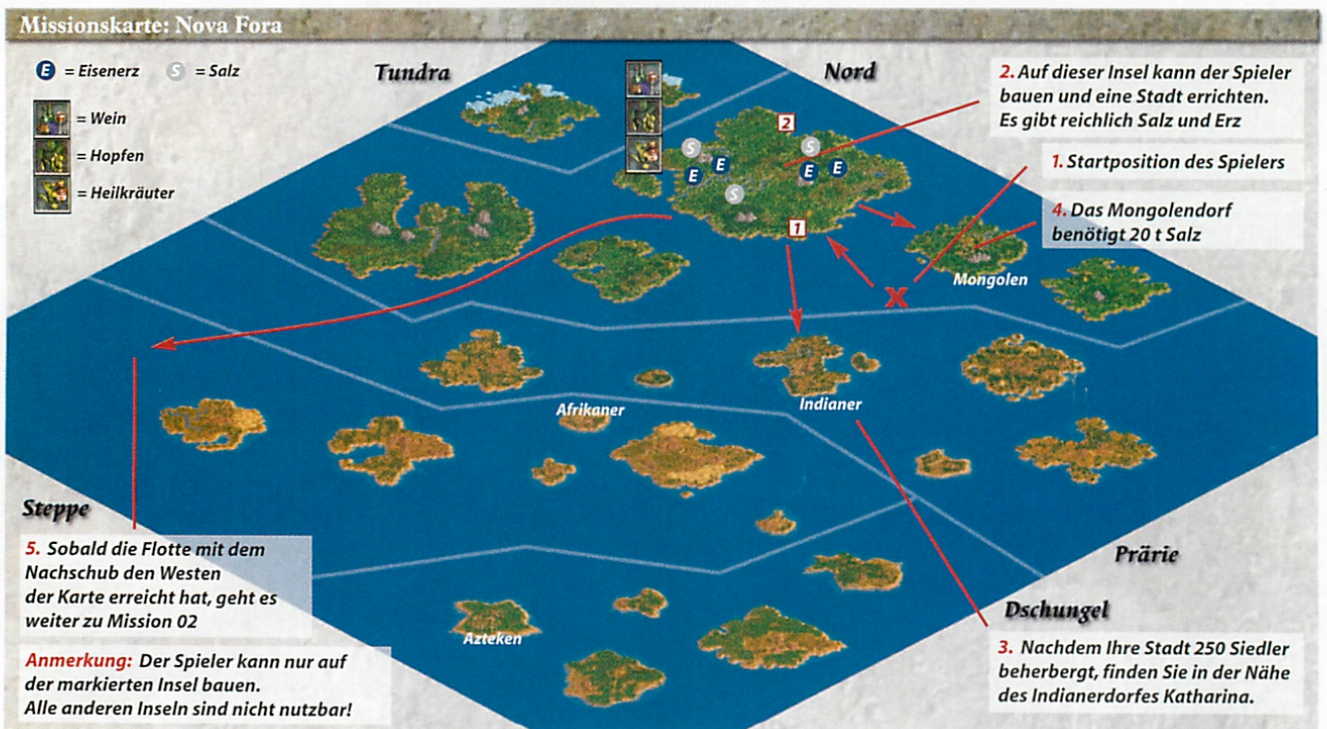 Missionskarte: Nova Fora
E = Eisenerz S = Salz
= Wein
= Hopfen
= Heilkräuter
Tundra
Nord
2. Auf dieser Insel kann der Spieler
bauen und eine Stadt errichten.
Es gibt reichlich Salz und Erz
1. Startposition des Spielers
4. Das Mongolendorf
benötigt 20 t Salz
2
S
S
E
E
E
E
S
1
X
Mongolen
Afrikaner
Indianer
Steppe
5. Sobald die Flotte mit dem
Nachschub den Westen
der Karte erreicht hat, geht es
weiter zu Mission 02
Anmerkung: Der Spieler kann nur auf
der markierten Insel bauen.
Alle anderen Inseln sind nicht nutzbar!
Azteken
Prärie
Dschungel
3. Nachdem Ihre Stadt 250 Siedler
beherbergt, finden Sie in der Nähe
des Indianerdorfes Katharina.